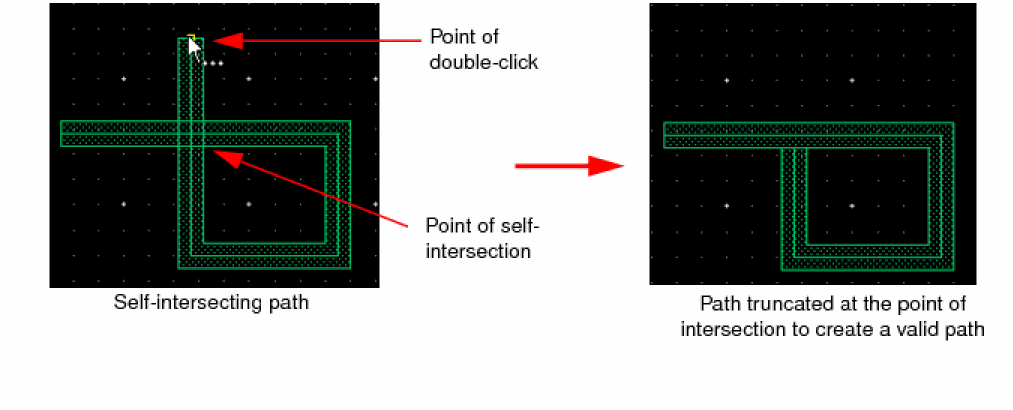 Point of
double-click
Point of self-
intersection
Self-intersecting path
Path truncated at the point of
intersection to create a valid path